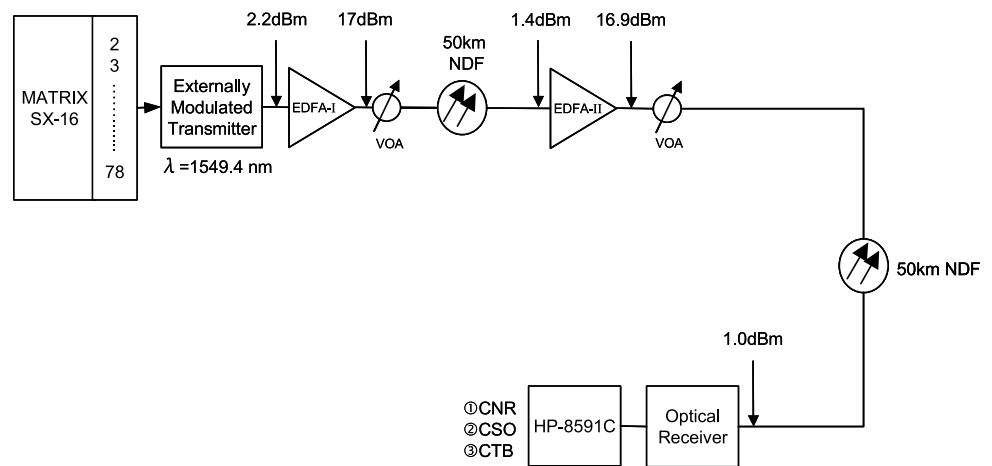 2.2dBm
17dBm
50km
NDF
1.4dBm
16.9dBm
MATRIX
SX-16
2
3
78
Externally
Modulated
Transmitter
λ =1549.4 nm
EDFA-I
VOA
EDFA-II
VOA
50km NDF
1.0dBm
①CNR
②CSO
③CTB
HP-8591C
Optical
Receiver